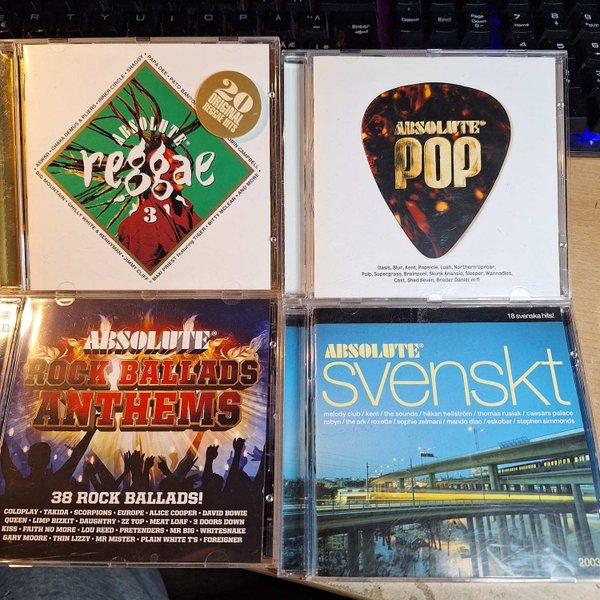 ASWAD • CHAKA DEMUS & PLIERS • INNER CIRCLE • SHAGGY • PAPA DEE • PATO BANTON
CAMPBELL
20
ORIGINAL
REGGAE HITS
ABSOLUTE®
reggae
3
BIG MOUNTAIN • CHILLY WHITE & KENNYMAN • JIMMY CLIFF • MAXI PRIEST featuring TIGER • BITTY MCLEAN • AND MORE
ABSOLUTE®
POP
Oasis, Blur, Kent, Popsicle, Lush, Northern Uproar,
Pulp, Supergrass, Brainpool, Skunk Anansie, Sleeper, Wannadies,
Cast, Shed Seven, Broder Daniel m fl
ABSOLUTE®
ROCK BALLADS
ANTHEMS
38 ROCK BALLADS!
COLDPLAY • TAKIDA • SCORPIONS • EUROPE • ALICE COOPER • DAVID BOWIE
QUEEN • LIMP BIZKIT • DAUGHTRY • ZZ TOP • MEAT LOAF • 3 DOORS DOWN
KISS • FAITH NO MORE • LOU REED • PRETENDERS • MR BIG • WHITESNAKE
GARY MOORE • THIN LIZZY • MR MISTER • PLAIN WHITE T'S • FOREIGNER
18 svenska hits!
ABSOLUTE®
svenskt
melody club / kent / the sounds / håkan hellström / thomas rusiak / caesars palace
robyn / the ark / roxette / sophie zelmani / mando diao / eskobar / stephen simmonds
2003